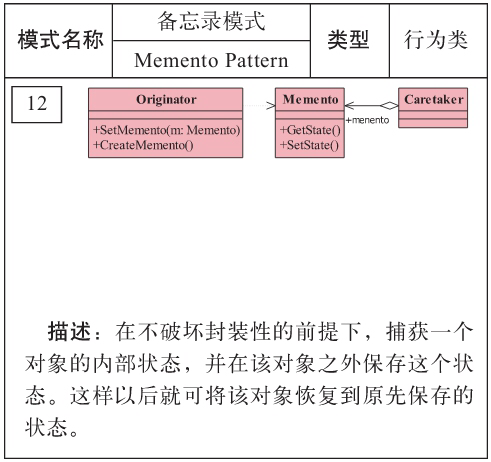 模式名称
备忘录模式
Memento Pattern
类型
行为类
12
Originator
+SetMemento(m: Memento)
+CreateMemento()
Memento
+GetState()
+SetState()
+menento
Caretaker
描述：在不破坏封装性的前提下，捕获一个
对象的内部状态，并在该对象之外保存这个状
态。这样以后就可将该对象恢复到原先保存的
状态。